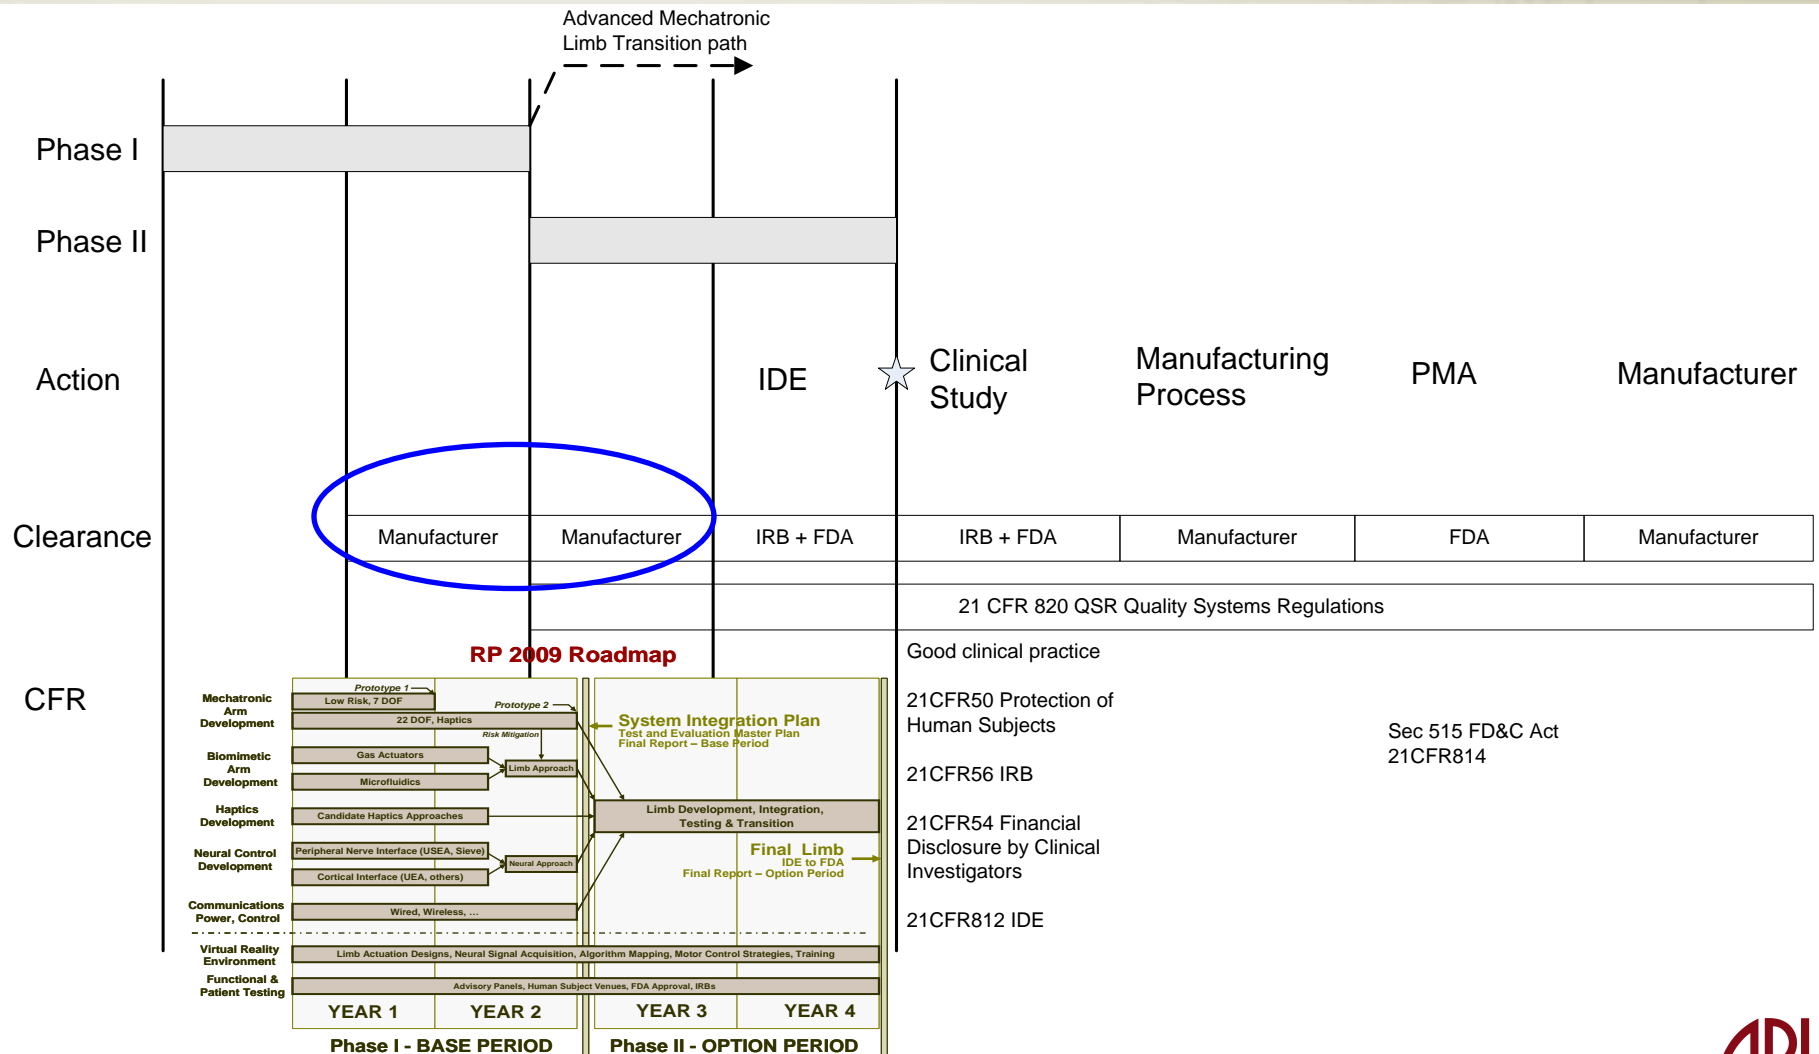 Advanced Mechatronic
Limb Transition path
Phase I
Phase II
Action
IDE
Clinical
Study
Manufacturing
Process
PMA
Manufacturer
Clearance
Manufacturer
Manufacturer
IRB + FDA
IRB + FDA
Manufacturer
FDA
Manufacturer
21 CFR 820 QSR Quality Systems Regulations
CFR
Good clinical practice
21CFR50 Protection of
Human Subjects
21CFR56 IRB
21CFR54 Financial
Disclosure by Clinical
Investigators
21CFR812 IDE
Sec 515 FD&C Act
21CFR814
RP 2009 Roadmap
Mechatronic
Arm
Development
Prototype 1
Low Risk, 7 DOF
Prototype 2
22 DOF, Haptics
Risk Mitigation
System Integration Plan
Test and Evaluation Master Plan
Final Report – Base Period
Biomimetic
Arm
Development
Gas Actuators
Limb Approach
Microfluidics
Haptics
Development
Candidate Haptics Approaches
Limb Development, Integration,
Testing & Transition
Neural Control
Development
Peripheral Nerve Interface (USEA, Sieve)
Neural Approach
Cortical Interface (UEA, others)
Final Limb
IDE to FDA
Final Report – Option Period
Communications
Power, Control
Wired, Wireless, …
Virtual Reality
Environment
Limb Actuation Designs, Neural Signal Acquisition, Algorithm Mapping, Motor Control Strategies, Training
Functional &
Patient Testing
Advisory Panels, Human Subject Venues, FDA Approval, IRBs
YEAR 1
YEAR 2
YEAR 3
YEAR 4
Phase I - BASE PERIOD
Phase II - OPTION PERIOD
APL